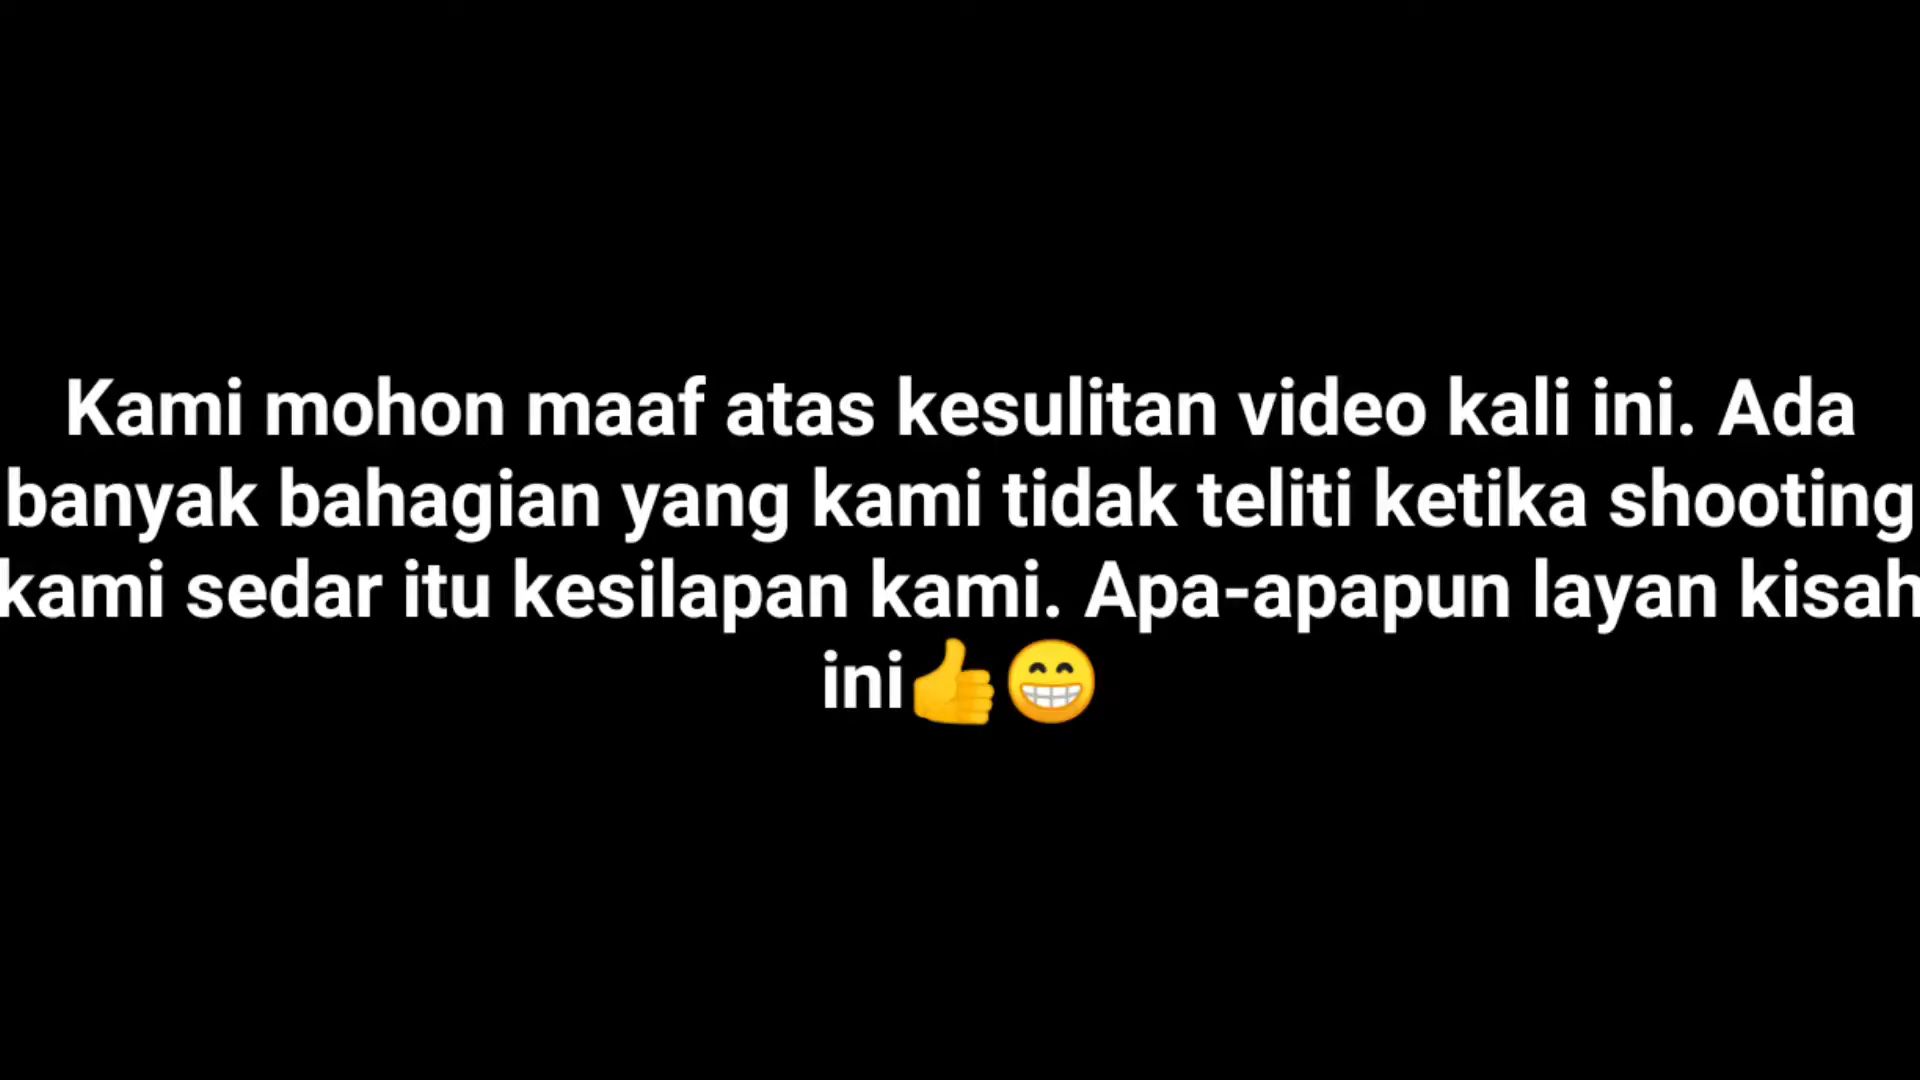 Kami mohon maaf atas kesulitan video kali ini. Ada
banyak bahagian yang kami tidak teliti ketika shooting
kami sedar itu kesilapan kami. Apa-apapun layan kisah
ini👍😁